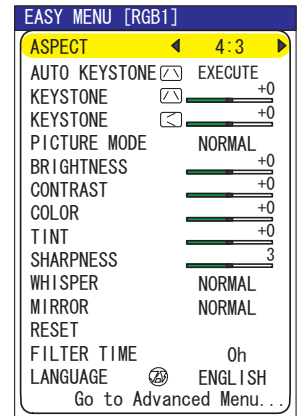 EASY MENU [RGB1]
ASPECT 4:3
AUTO KEYSTONE EXECUTE
KEYSTONE +0
KEYSTONE +0
PICTURE MODE NORMAL
BRIGHTNESS +0
CONTRAST +0
COLOR +0
TINT +0
SHARPNESS 3
WHISPER NORMAL
MIRROR NORMAL
RESET
FILTER TIME 0h
LANGUAGE ENGLISH
Go to Advanced Menu...